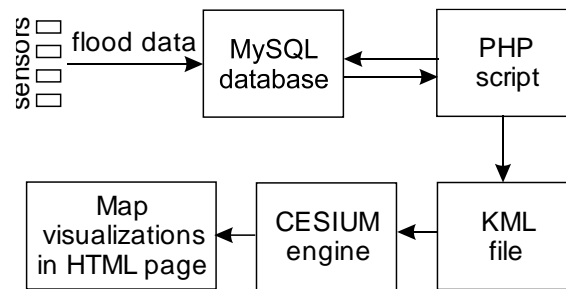 sensors
flood data
MySQL
database
PHP
script
Map
visualizations
in HTML page
CESIUM
engine
KML
file